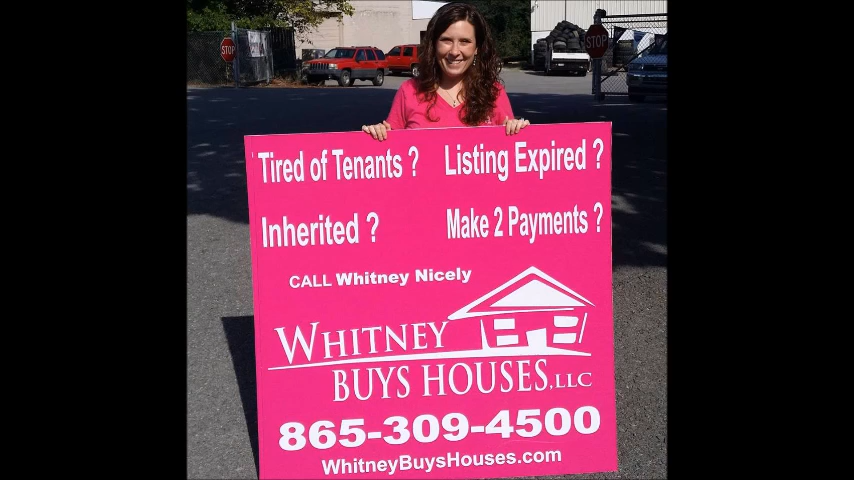 STOP
STOP
Tired of Tenants ? Listing Expired ?
Inherited ? Make 2 Payments ?
CALL Whitney Nicely
WHITNEY
BUYS HOUSES, LLC
865-309-4500
WhitneyBuysHouses.com